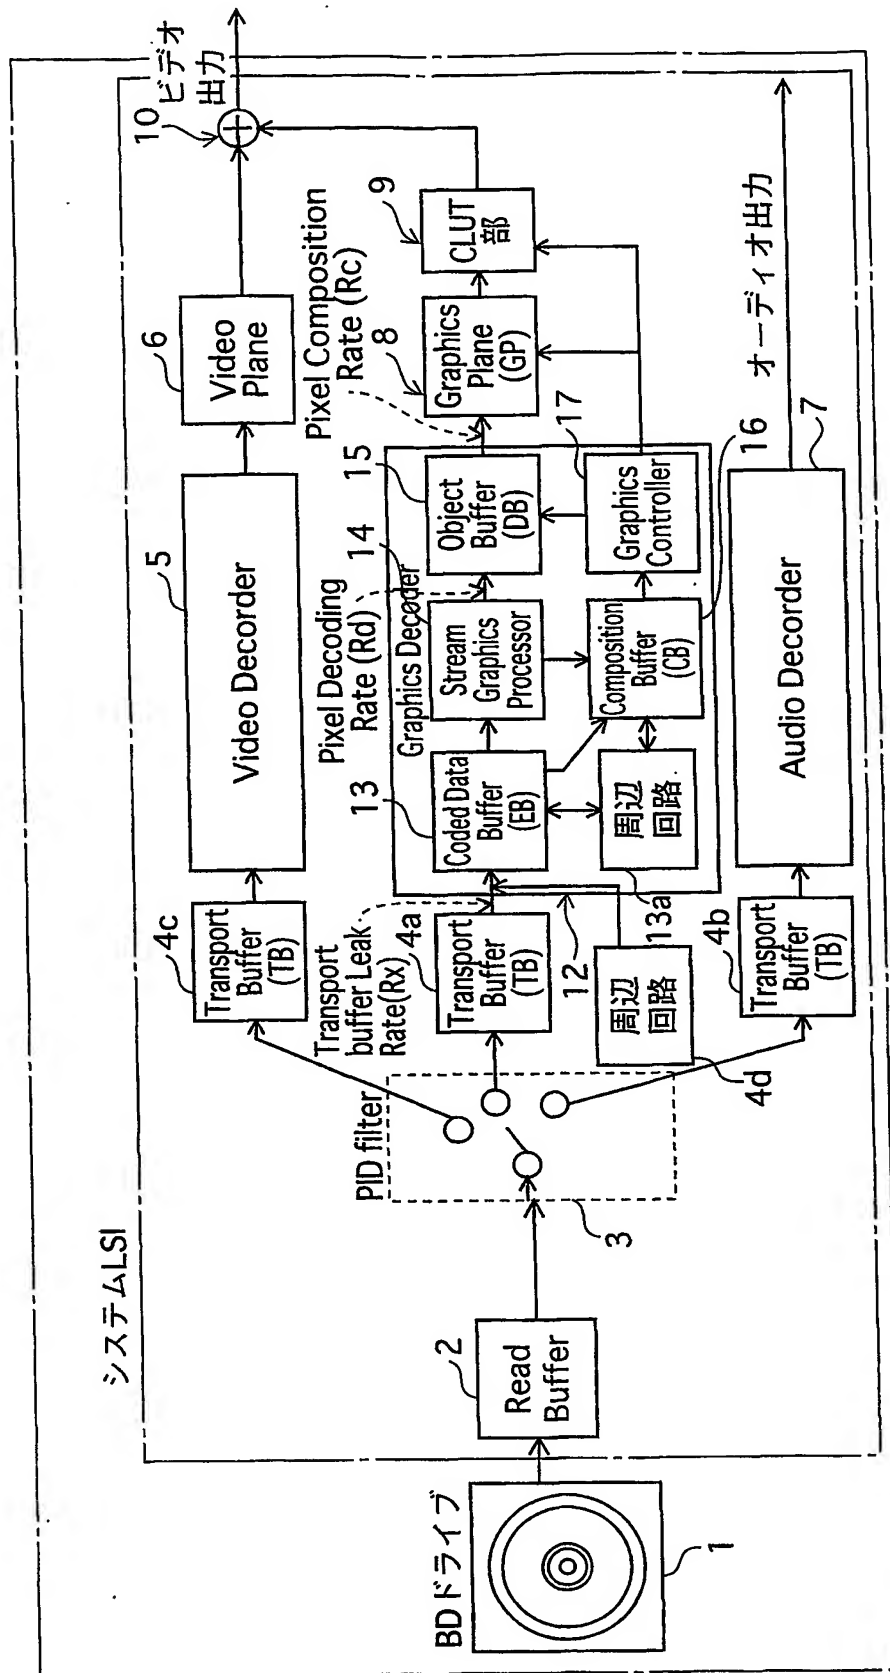 システムLSI
BDドライブ
1
2
Read
Buffer
PID filter
3
4c
Transport
Buffer
(TB)
Transport
buffer Leak
Rate(Rx)
4a
Transport
Buffer
(TB)
12
周辺
回路
4d
4b
Transport
Buffer
(TB)
5
Video Decorder
Pixel Decoding
Rate (Rd)
Graphics Decoder
13
Coded Data
Buffer
(EB)
周辺
回路
13a
14
Stream
Graphics
Processor
Composition
Buffer
(CB)
16
15
Object
Buffer
(DB)
17
Graphics
Controller
Audio Decorder
7
6
Video
Plane
Pixel Composition
Rate (Rc)
8
Graphics
Plane
(GP)
9
CLUT
部
10
ビデオ
出力
オーディオ出力